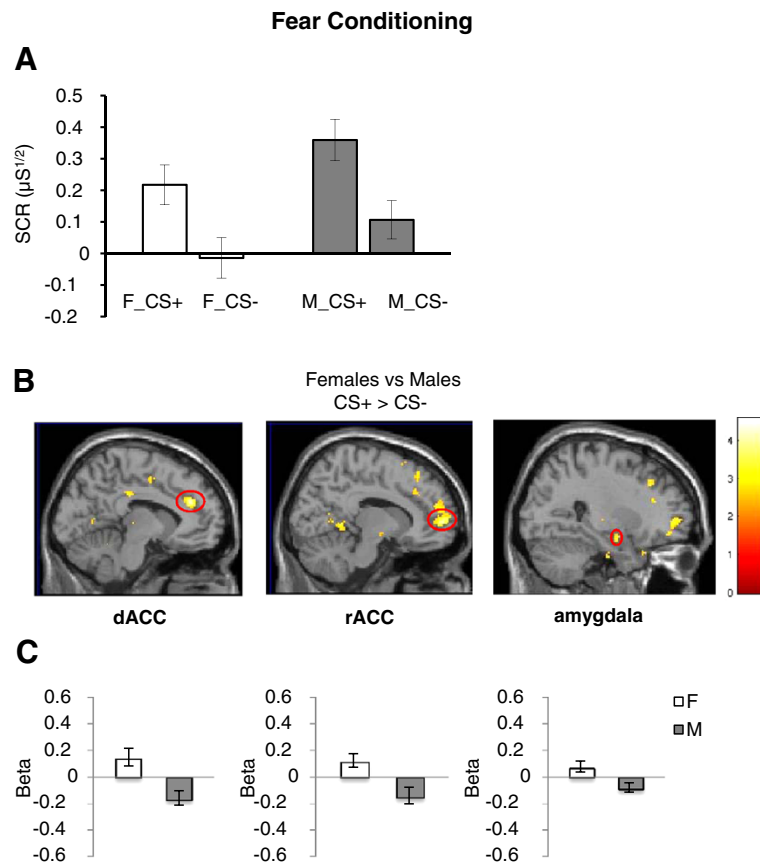 Fear Conditioning
A
0.5
0.4
0.3
0.2
0.1
0
-0.1
-0.2
SCR (µS1/2)
F_CS+ F_CS- M_CS+ M_CS-
B
Females vs Males
CS+ > CS-
4
3
2
1
0
dACC rACC amygdala
C
0.6
0.4
0.2
0
-0.2
-0.4
-0.6
Beta
0.6
0.4
0.2
0
-0.2
-0.4
-0.6
Beta
0.6
0.4
0.2
0
-0.2
-0.4
-0.6
Beta
F
M